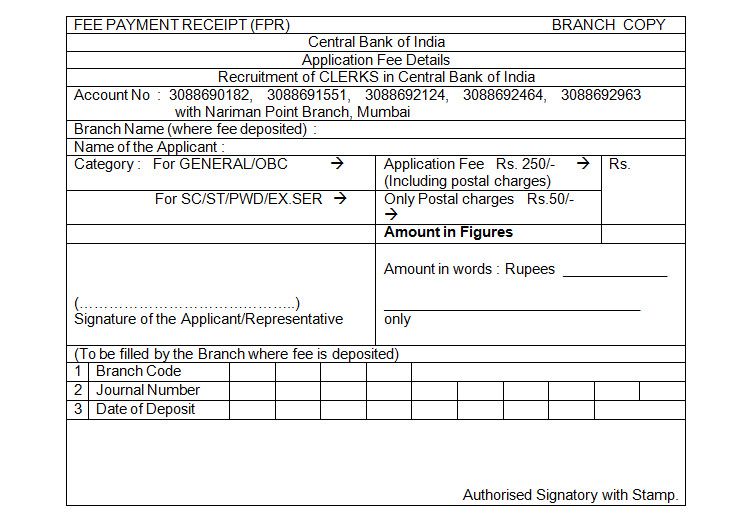 FEE PAYMENT RECEIPT (FPR) BRANCH COPY
Central Bank of India
Application Fee Details
Recruitment of CLERKS in Central Bank of India
Account No : 3088690182, 3088691551, 3088692124, 3088692464, 3088692963
with Nariman Point Branch, Mumbai
Branch Name (where fee deposited) :
Name of the Applicant :
Category : For GENERAL/OBC → Application Fee Rs. 250/- → Rs.
(Including postal charges)
For SC/ST/PWD/EX.SER → Only Postal charges Rs.50/-
→
Amount in Figures
Amount in words : Rupees ______________
(…………………………………..) ___________________________________
Signature of the Applicant/Representative only
(To be filled by the Branch where fee is deposited)
1 Branch Code
2 Journal Number
3 Date of Deposit
Authorised Signatory with Stamp.